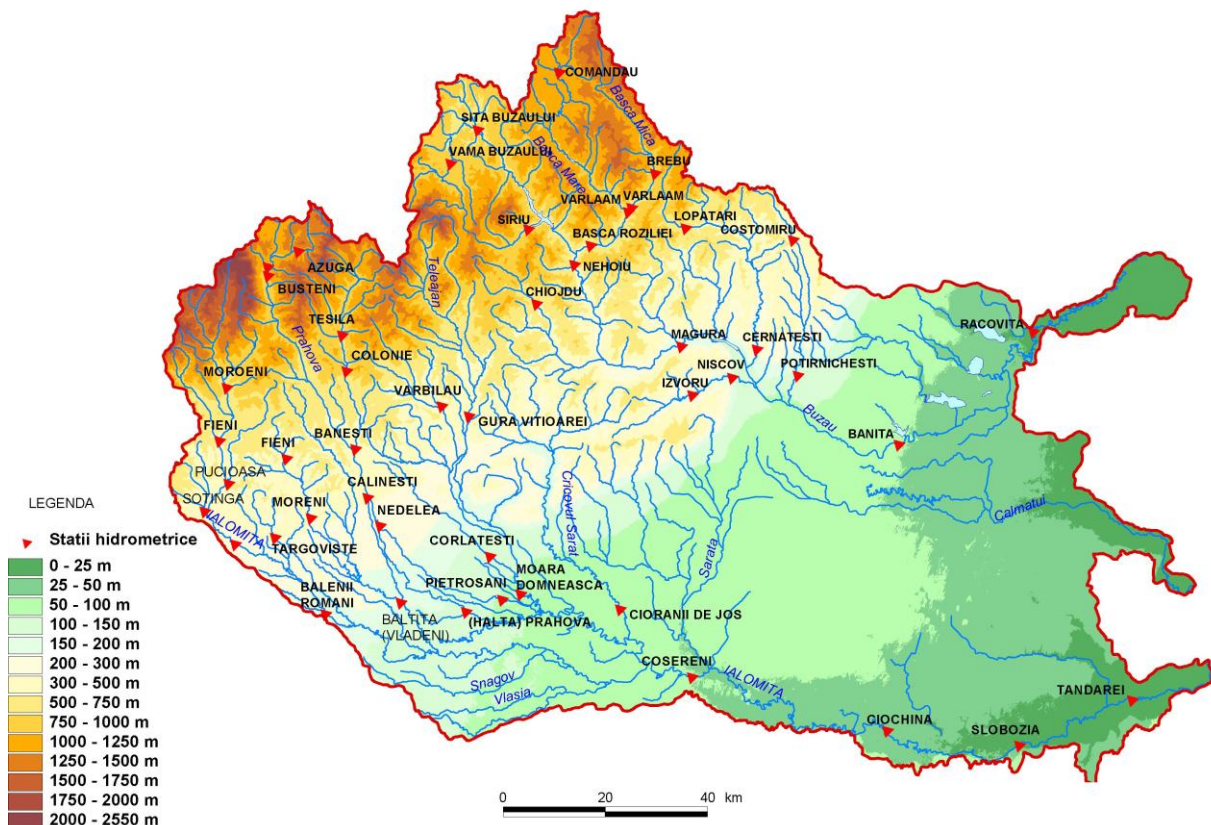 COMANDAU
Basca Mica
SITA BUZAULUI
VAMA BUZAULUI
Basca Mare
BREBU
VARLAAM
VARLAAM
LOPATARI
SIRIU
COSTOMIRU
BASCA ROZILIEI
AZUGA
NEHOIU
Teleajan
BUSTENI
CHIOJDU
TESILA
RACOVITA
Prahova
MAGURA
CERNATESTI
COLONIE
MOROENI
NISCOV
POTIRNICHESTI
VARBILAU
IZVORU
Buzau
FIENI
GURA VITIOAREI
FIENI
BANESTI
BANITA
PUCIOASA
CALINESTI
SOTINGA
LEGENDA
MORENI
Cricovul Sarat
Calmatui
IALOMITA
NEDELEA
Statii hidrometrice
CORLATESTI
Sarata
TARGOVISTE
0 - 25 m
MOARA
DOMNEASCA
25 - 50 m
PIETROSANI
BALENII
ROMANI
50 - 100 m
BALTITA
(VLADENI)
(HALTA) PRAHOVA
CIORANII DE JOS
100 - 150 m
150 - 200 m
200 - 300 m
COSERENI
IALOMITA
300 - 500 m
Snagov
Vlasia
TANDAREI
500 - 750 m
750 - 1000 m
CIOCHINA
SLOBOZIA
1000 - 1250 m
1250 - 1500 m
1500 - 1750 m
1750 - 2000 m
2000 - 2550 m
0 20 40 km